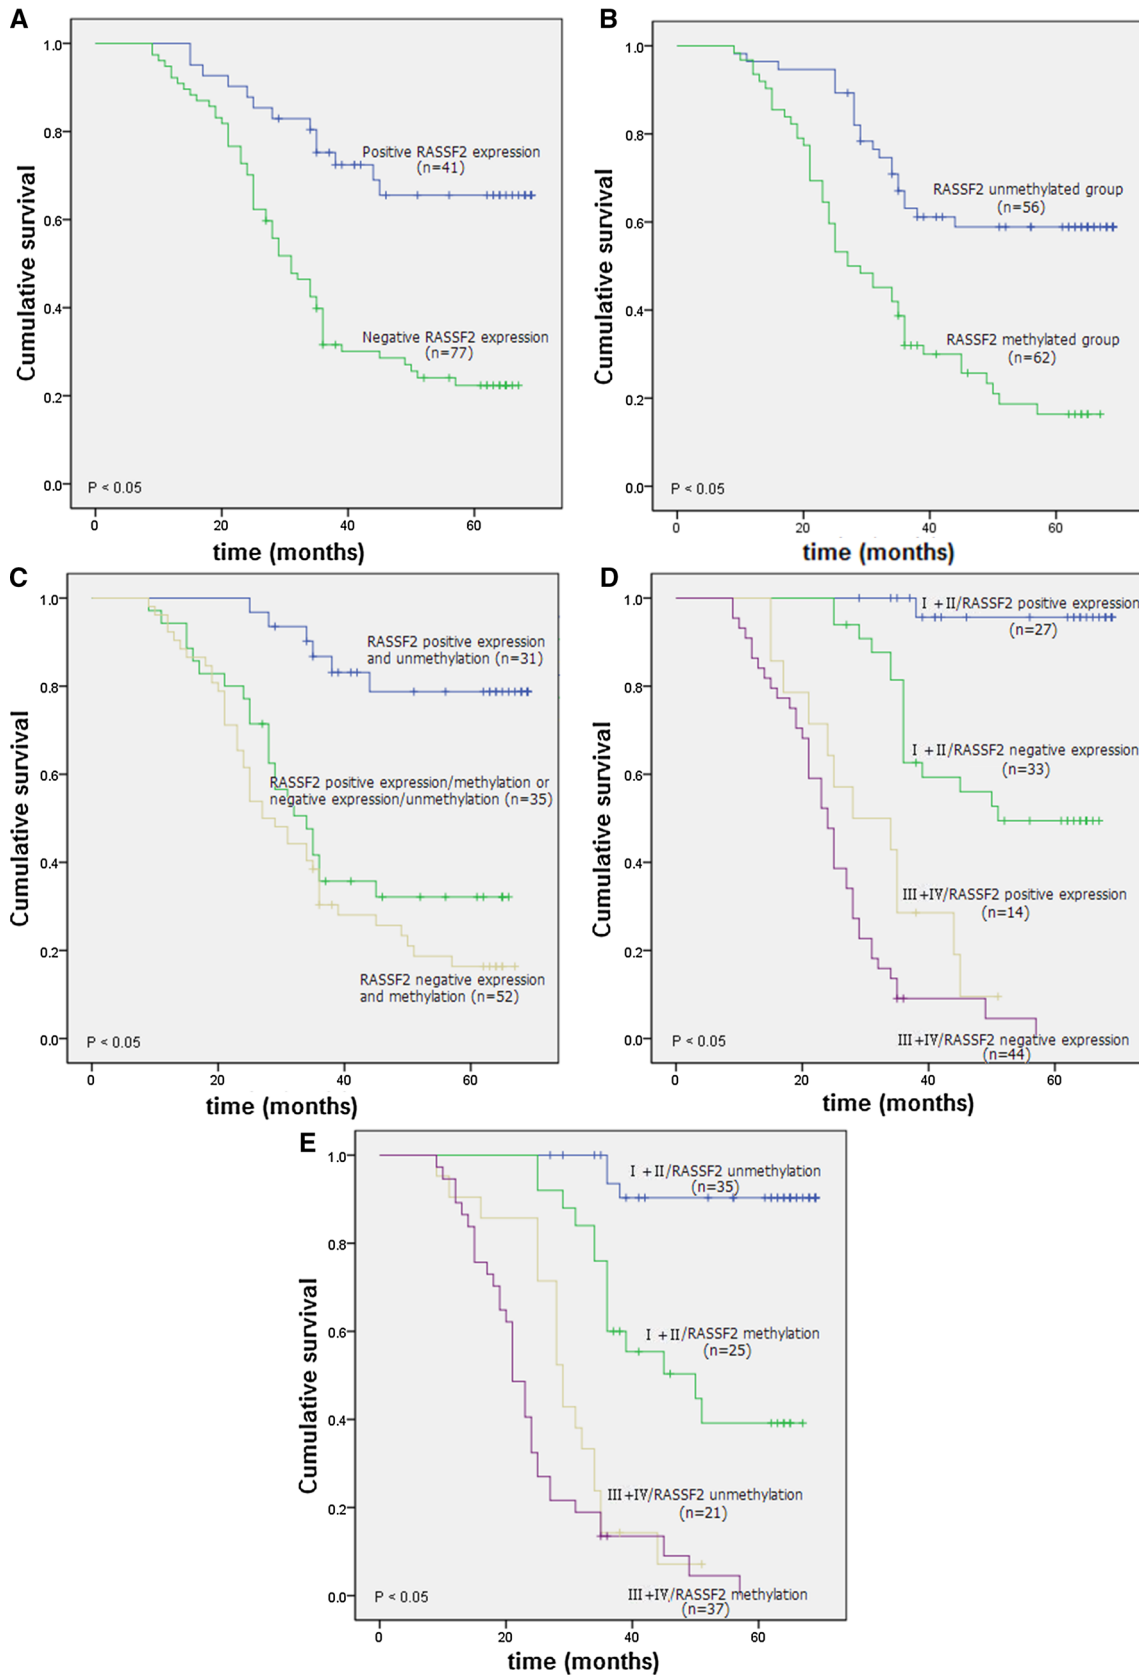 A
Cumulative survival
1.0
0.8
0.6
0.4
0.2
0.0
Positive RASSF2 expression
(n=41)
Negative RASSF2 expression
(n=77)
P < 0.05
0 20 40 60
time (months)
B
Cumulative survival
1.0
0.8
0.6
0.4
0.2
0.0
RASSF2 unmethylated group
(n=56)
RASSF2 methylated group
(n=62)
P < 0.05
0 20 40 60
time (months)
C
Cumulative survival
1.0
0.8
0.6
0.4
0.2
0.0
RASSF2 positive expression
and unmethylation (n=31)
RASSF2 positive expression/methylation or
negative expression/unmethylation (n=35)
RASSF2 negative expression
and methylation (n=52)
P < 0.05
0 20 40 60
time (months)
D
Cumulative survival
1.0
0.8
0.6
0.4
0.2
0.0
I +II/RASSF2 positive expression
(n=27)
I +II/RASSF2 negative expression
(n=33)
III+IV/RASSF2 positive expression
(n=14)
III+IV/RASSF2 negative expression
(n=44)
P < 0.05
0 20 40 60
time (months)
E
Cumulative survival
1.0
0.8
0.6
0.4
0.2
0.0
I +II/RASSF2 unmethylation
(n=35)
I +II/RASSF2 methylation
(n=25)
III+IV/RASSF2 unmethylation
(n=21)
III+IV/RASSF2 methylation
(n=37)
P < 0.05
0 20 40 60
time (months)